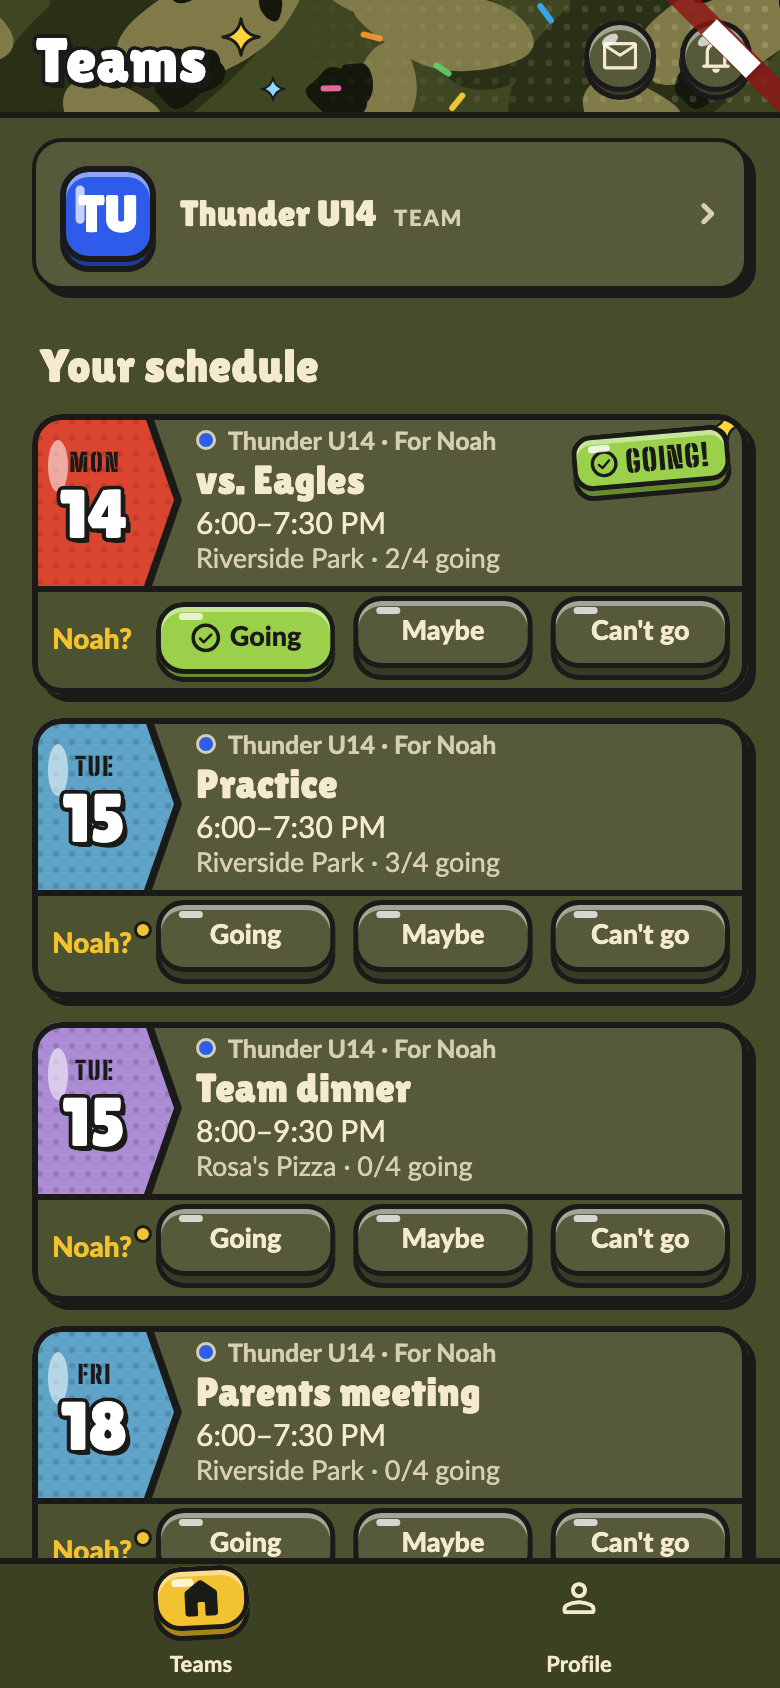 Teams
TU
Thunder U14 TEAM
Your schedule
MON
14
Thunder U14 · For Noah
vs. Eagles
6:00–7:30 PM
Riverside Park · 2/4 going
GOING!
Noah?
Going
Maybe
Can't go
TUE
15
Thunder U14 · For Noah
Practice
6:00–7:30 PM
Riverside Park · 3/4 going
Noah?
Going
Maybe
Can't go
TUE
15
Thunder U14 · For Noah
Team dinner
8:00–9:30 PM
Rosa's Pizza · 0/4 going
Noah?
Going
Maybe
Can't go
FRI
18
Thunder U14 · For Noah
Parents meeting
6:00–7:30 PM
Riverside Park · 0/4 going
Noah?
Going
Maybe
Can't go
Teams
Profile